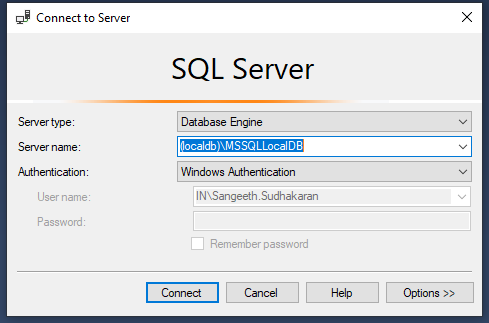 Connect to Server
SQL Server
Server type: Database Engine
Server name: (localdb)\MSSQLLocalDB
Authentication: Windows Authentication
User name: IN\Sangeeth.Sudhakaran
Password:
Remember password
Connect Cancel Help Options >>